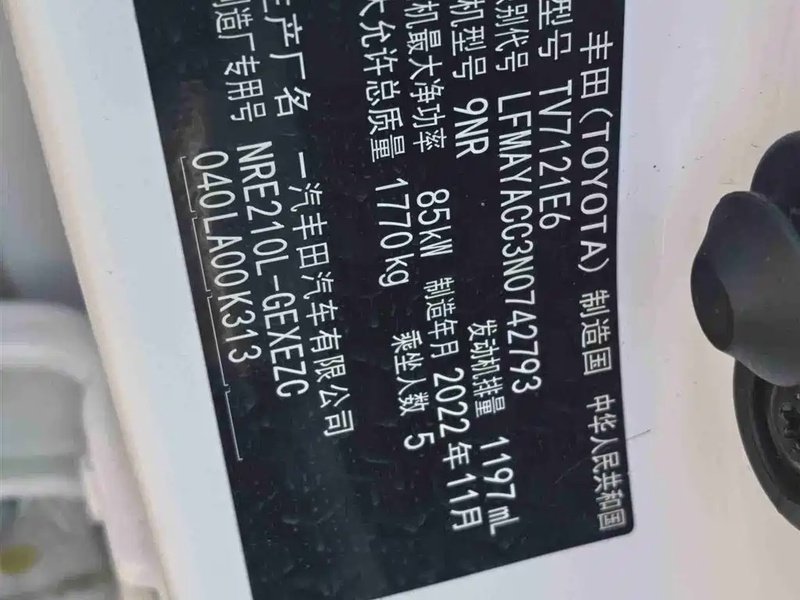 丰田(TOYOTA) 制造国 中华人民共和国
型号 TV7121E6
识别代号 LFMAYACC3N0742793
机型号 9NR 发动机排量 1197mL
机最大净功率 85kW 制造年月 2022年11月
大允许总质量 1770kg 乘坐人数 5
生产厂名 一汽丰田汽车有限公司
制造厂专用号 NRE210L-GEXEZC
040LA00K313